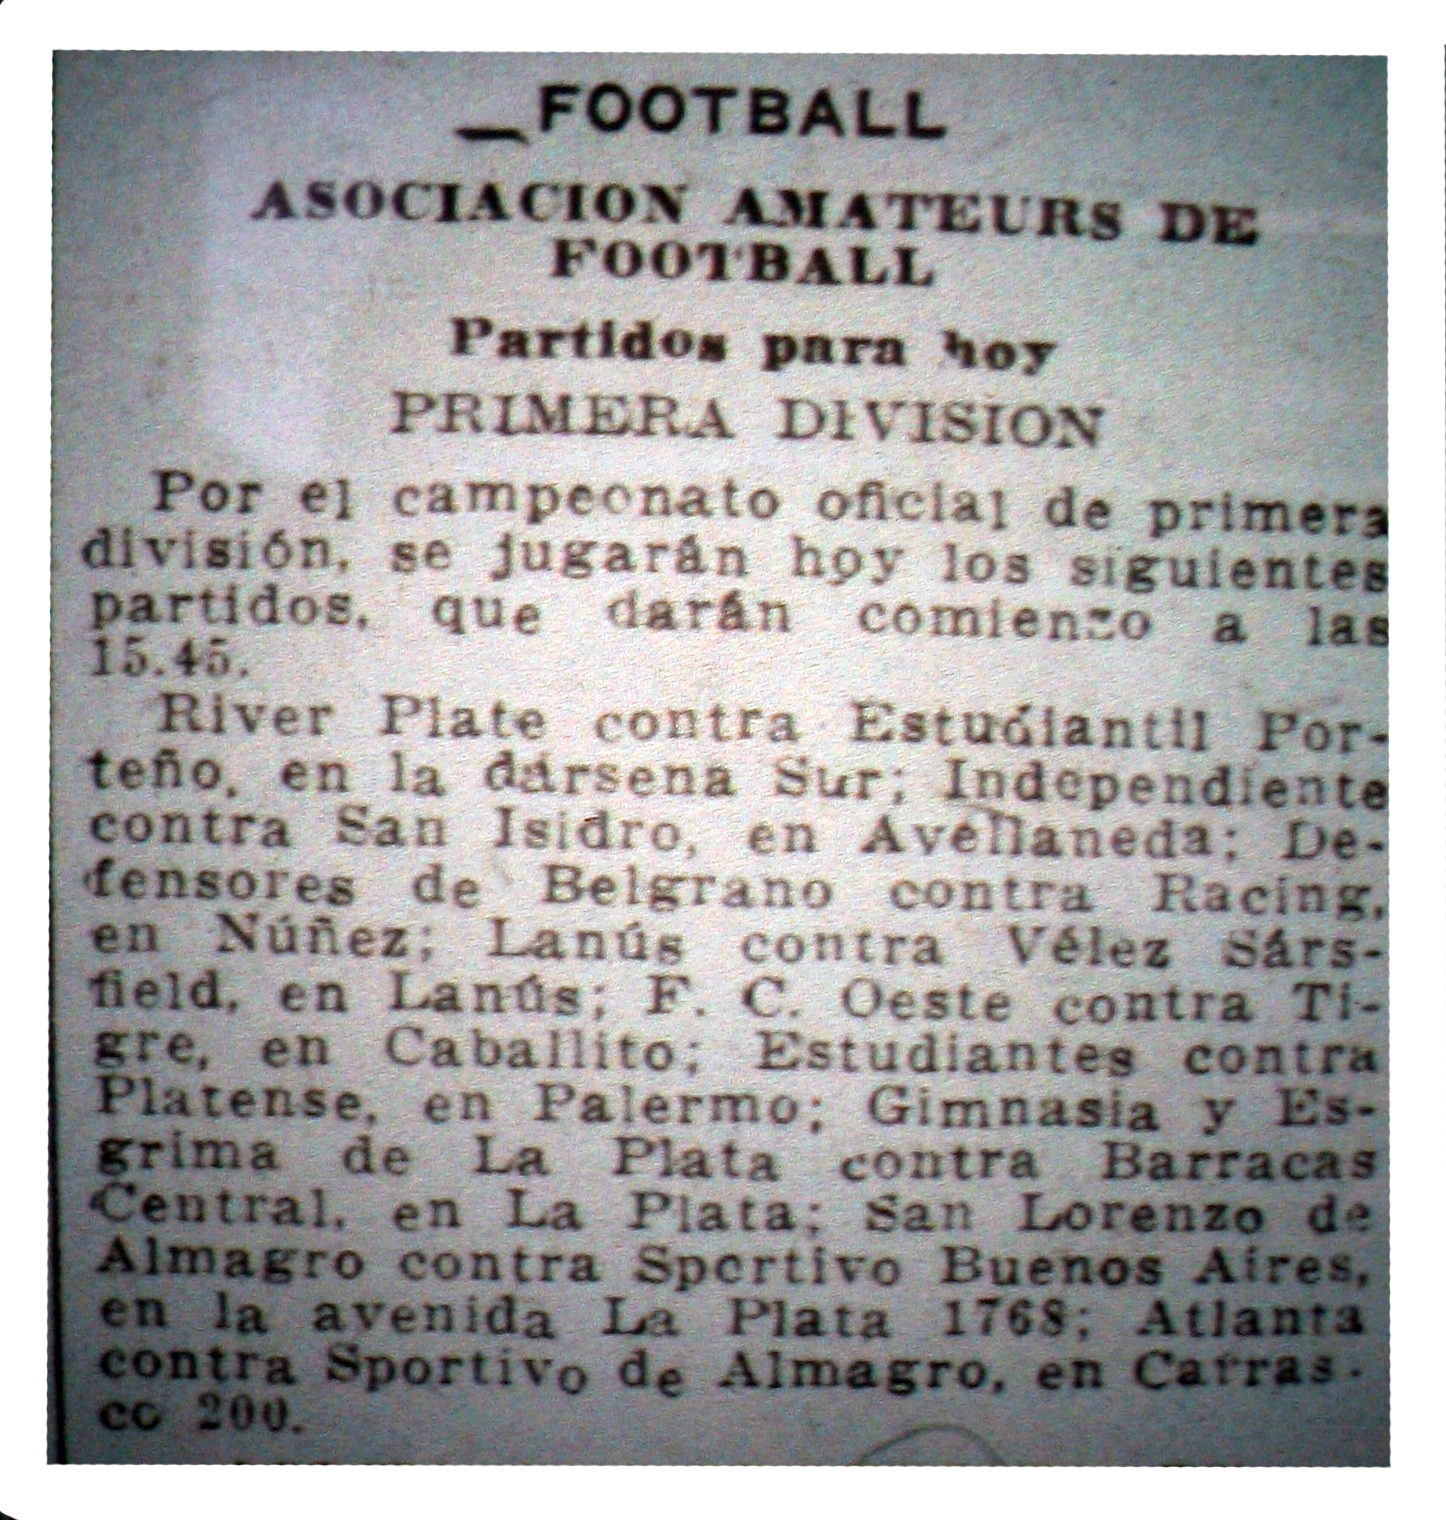 FOOTBALL
ASOCIACION AMATEURS DE
FOOTBALL
Partidos para hoy
PRIMERA DIVISION
Por el campeonato oficial de primera
división, se jugarán hoy los siguientes
partidos, que darán comienzo a las
15.45.
River Plate contra Estudiantil Por-
teño, en la dársena Sur; Independiente
contra San Isidro, en Avellaneda; De-
fensores de Belgrano contra Racing,
en Núñez; Lanús contra Vélez Sárs-
field, en Lanús; F. C. Oeste contra Ti-
gre, en Caballito; Estudiantes contra
Platense, en Palermo; Gimnasia y Es-
grima de La Plata contra Barracas
Central, en La Plata; San Lorenzo de
Almagro contra Sportivo Buenos Aires,
en la avenida La Plata 1768; Atlanta
contra Sportivo de Almagro, en Carras-
co 200.